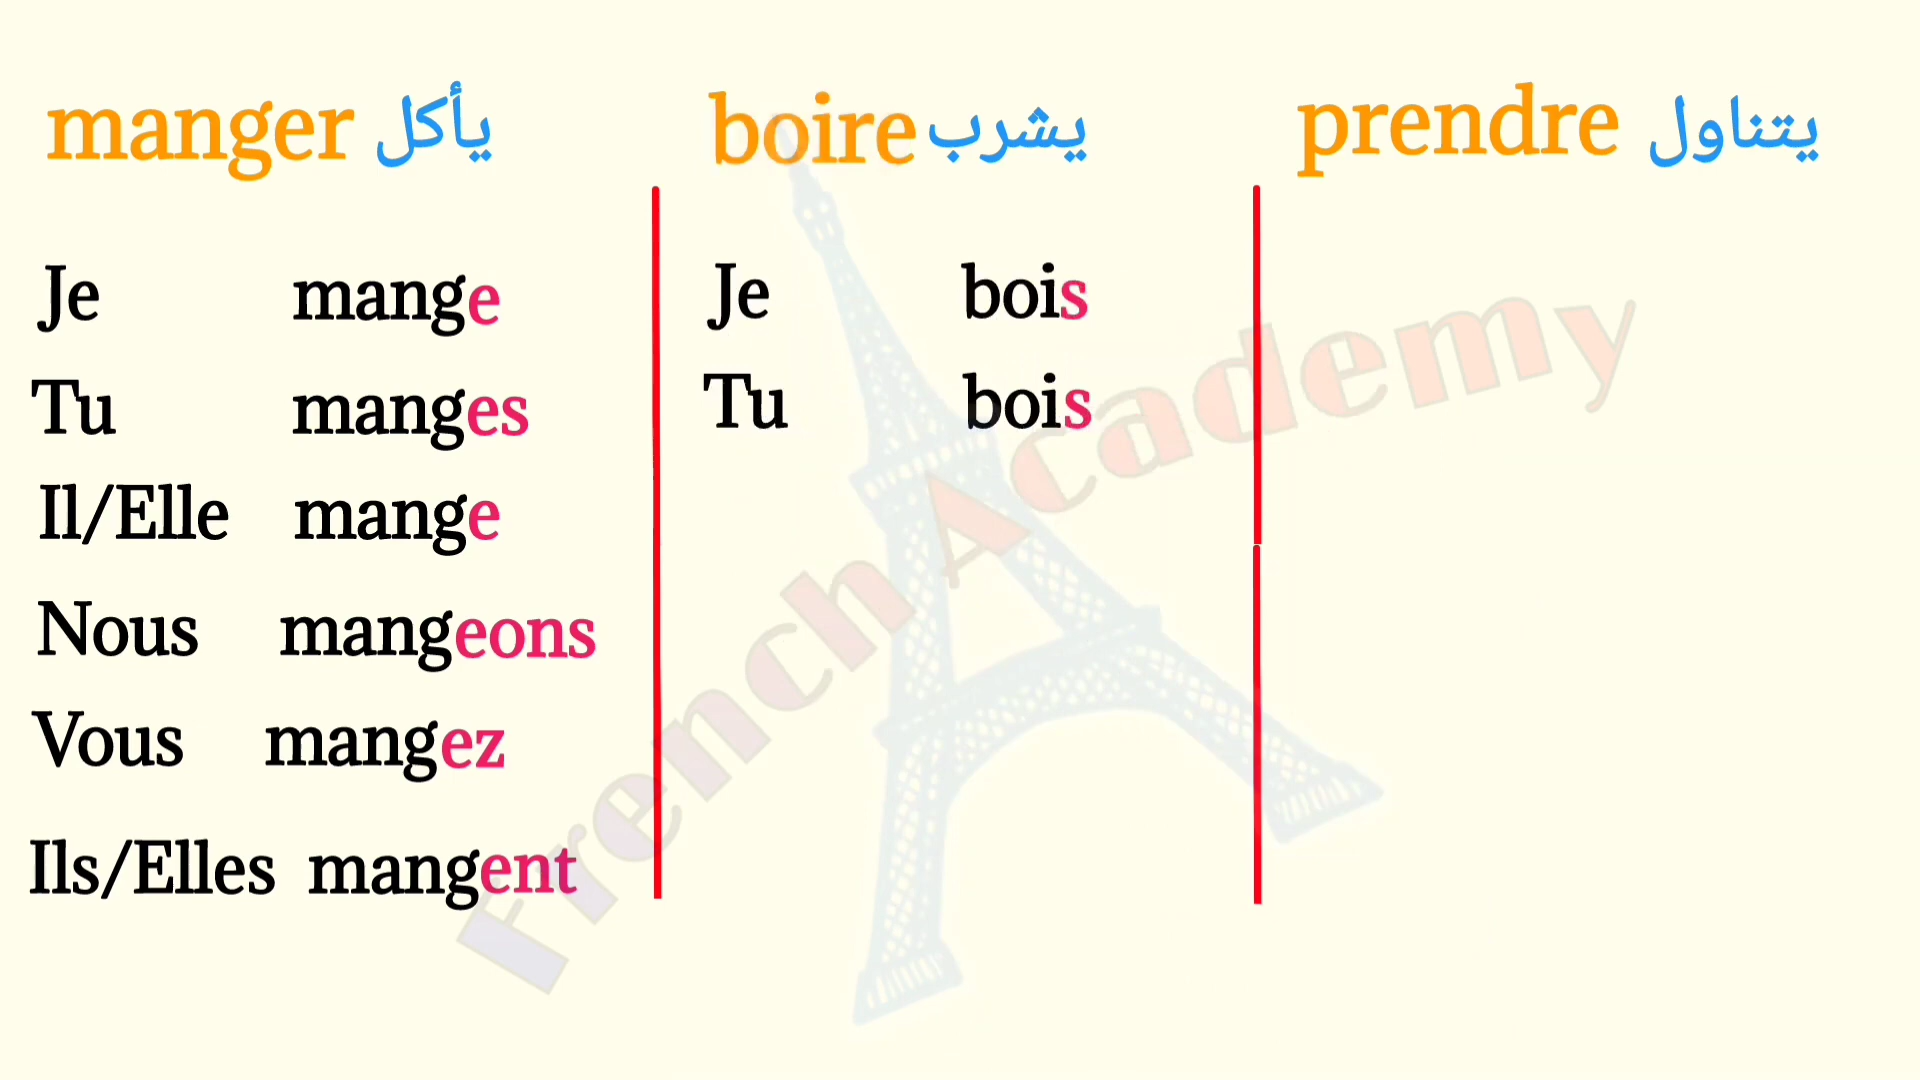 manger يأكل
Je mange
Tu manges
Il/Elle mange
Nous mangeons
Vous mangez
Ils/Elles mangent
boire يشرب
Je bois
Tu bois
prendre يتناول
French Academy